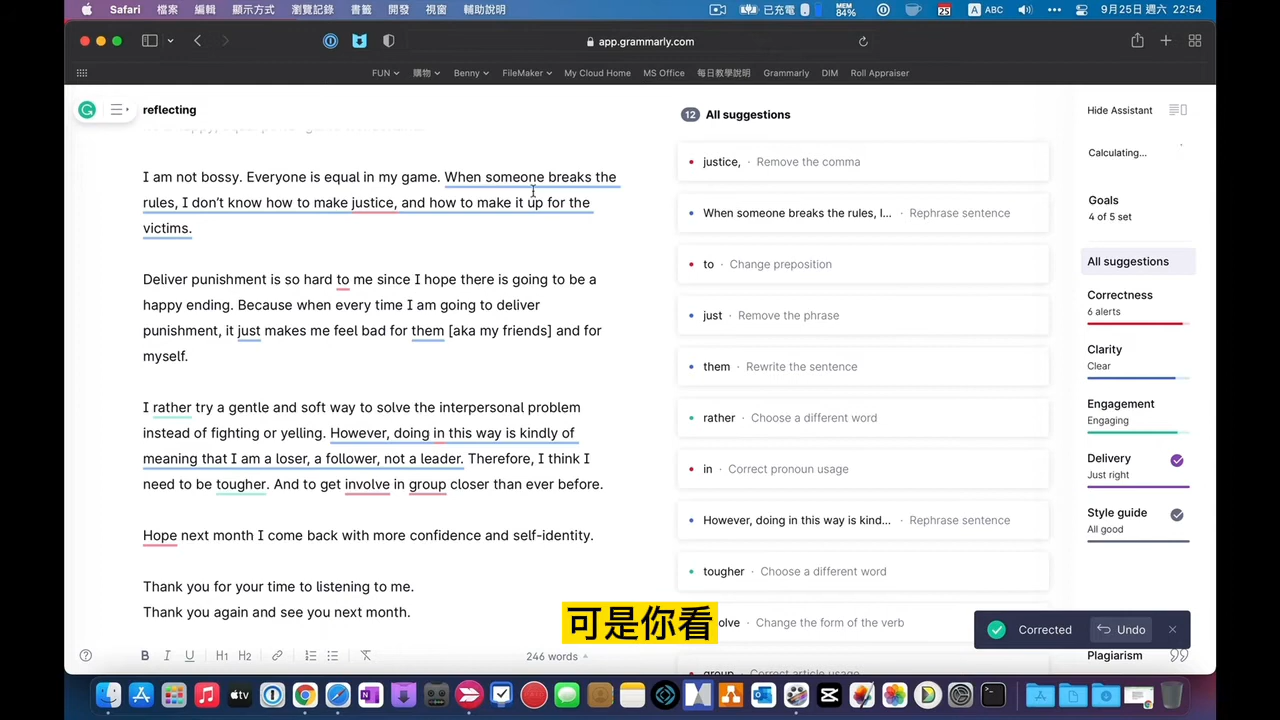 Safari 檔案 編輯 顯示方式 瀏覽記錄 書籤 開發 視窗 輔助說明 已充電 MEM 84% 25 A ABC 9月25日週六 22:54
app.grammarly.com
FUN 購物 Benny FileMaker My Cloud Home MS Office 每日教學說明 Grammarly DIM Roll Appraiser
reflecting
I am not bossy. Everyone is equal in my game. When someone breaks the
rules, I don't know how to make justice, and how to make it up for the
victims.
Deliver punishment is so hard to me since I hope there is going to be a
happy ending. Because when every time I am going to deliver
punishment, it just makes me feel bad for them [aka my friends] and for
myself.
I rather try a gentle and soft way to solve the interpersonal problem
instead of fighting or yelling. However, doing in this way is kindly of
meaning that I am a loser, a follower, not a leader. Therefore, I think I
need to be tougher. And to get involve in group closer than ever before.
Hope next month I come back with more confidence and self-identity.
Thank you for your time to listening to me.
Thank you again and see you next month.
B I U H1 H2 246 words
12 All suggestions
justice, · Remove the comma
When someone breaks the rules, I... · Rephrase sentence
to · Change preposition
just · Remove the phrase
them · Rewrite the sentence
rather · Choose a different word
in · Correct pronoun usage
However, doing in this way is kind... · Rephrase sentence
tougher · Choose a different word
· Change the form of the verb
group · Correct article usage
Hide Assistant
Calculating...
Goals
4 of 5 set
All suggestions
Correctness
6 alerts
Clarity
Clear
Engagement
Engaging
Delivery
Just right
Style guide
All good
Corrected Undo
Plagiarism
可是你看